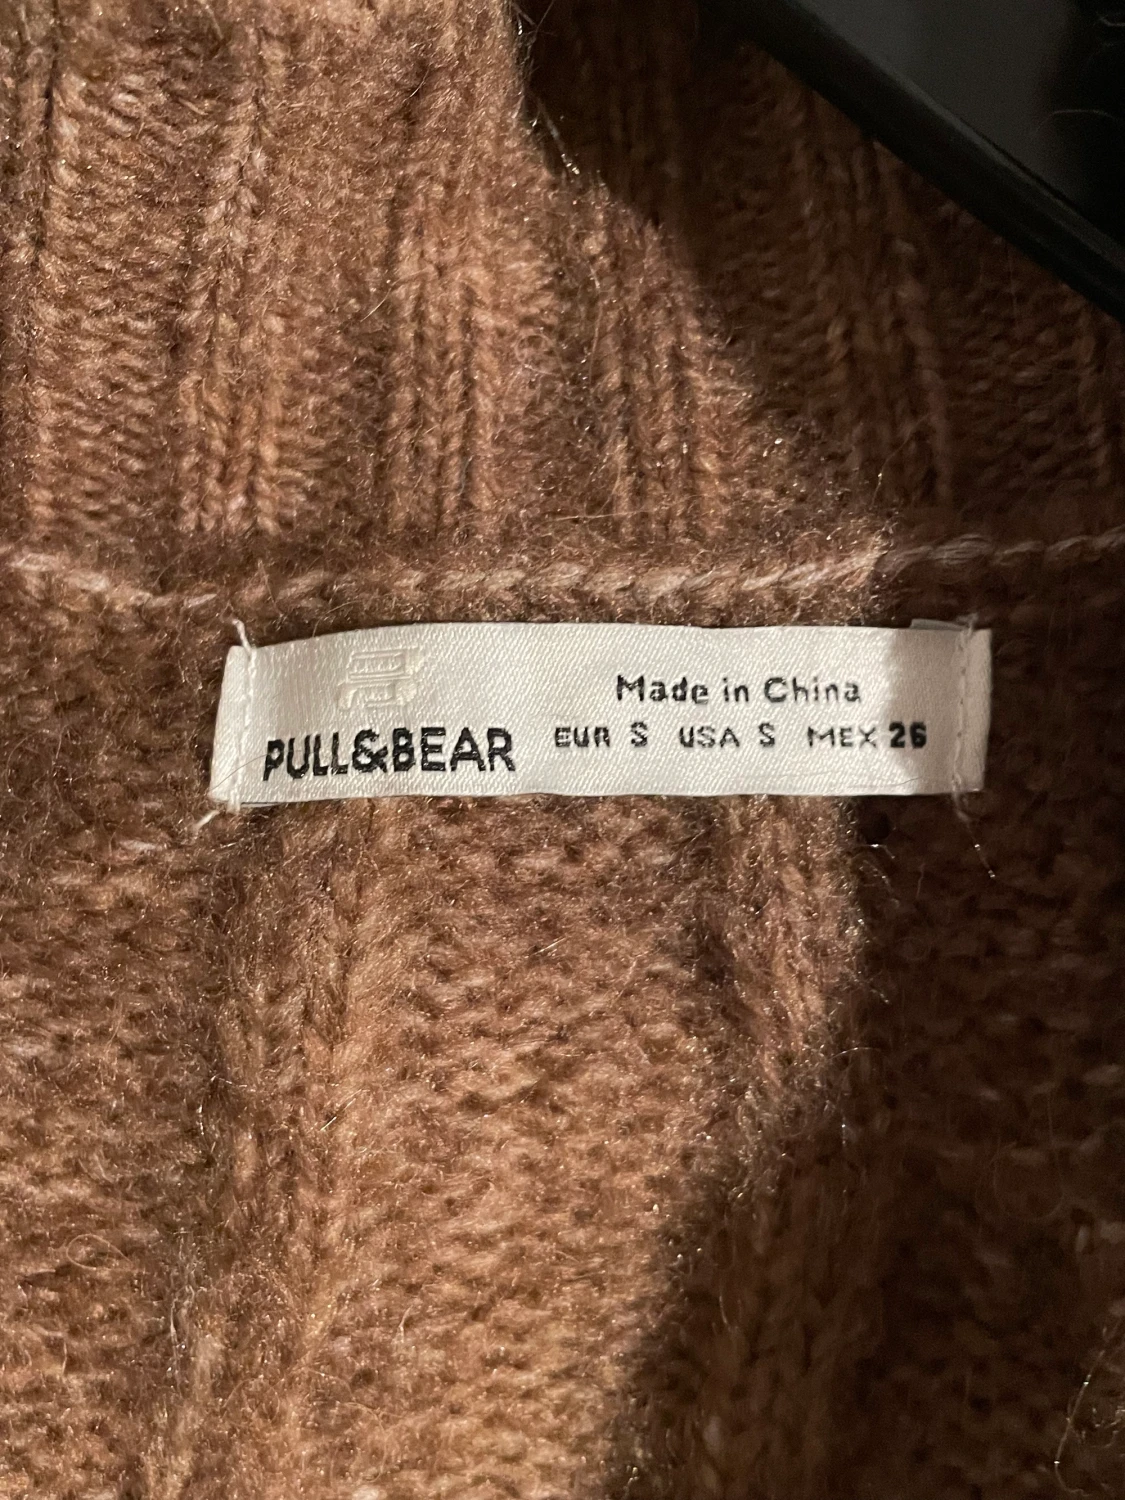 PULL&BEAR
Made in China
EUR S USA S MEX 26